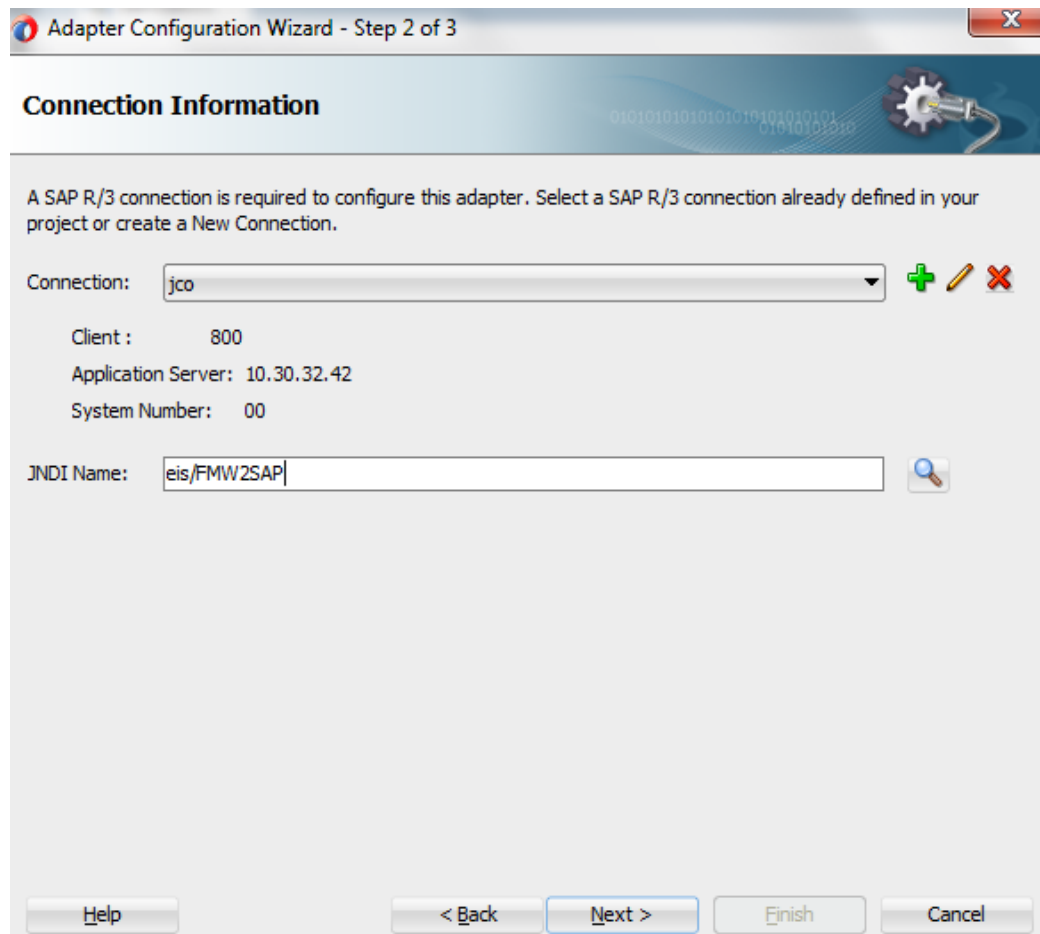 Adapter Configuration Wizard - Step 2 of 3
X
Connection Information
A SAP R/3 connection is required to configure this adapter. Select a SAP R/3 connection already defined in your
project or create a New Connection.
Connection: jco
Client : 800
Application Server: 10.30.32.42
System Number: 00
JNDI Name: eis/FMW2SAP
Help < Back Next > Finish Cancel